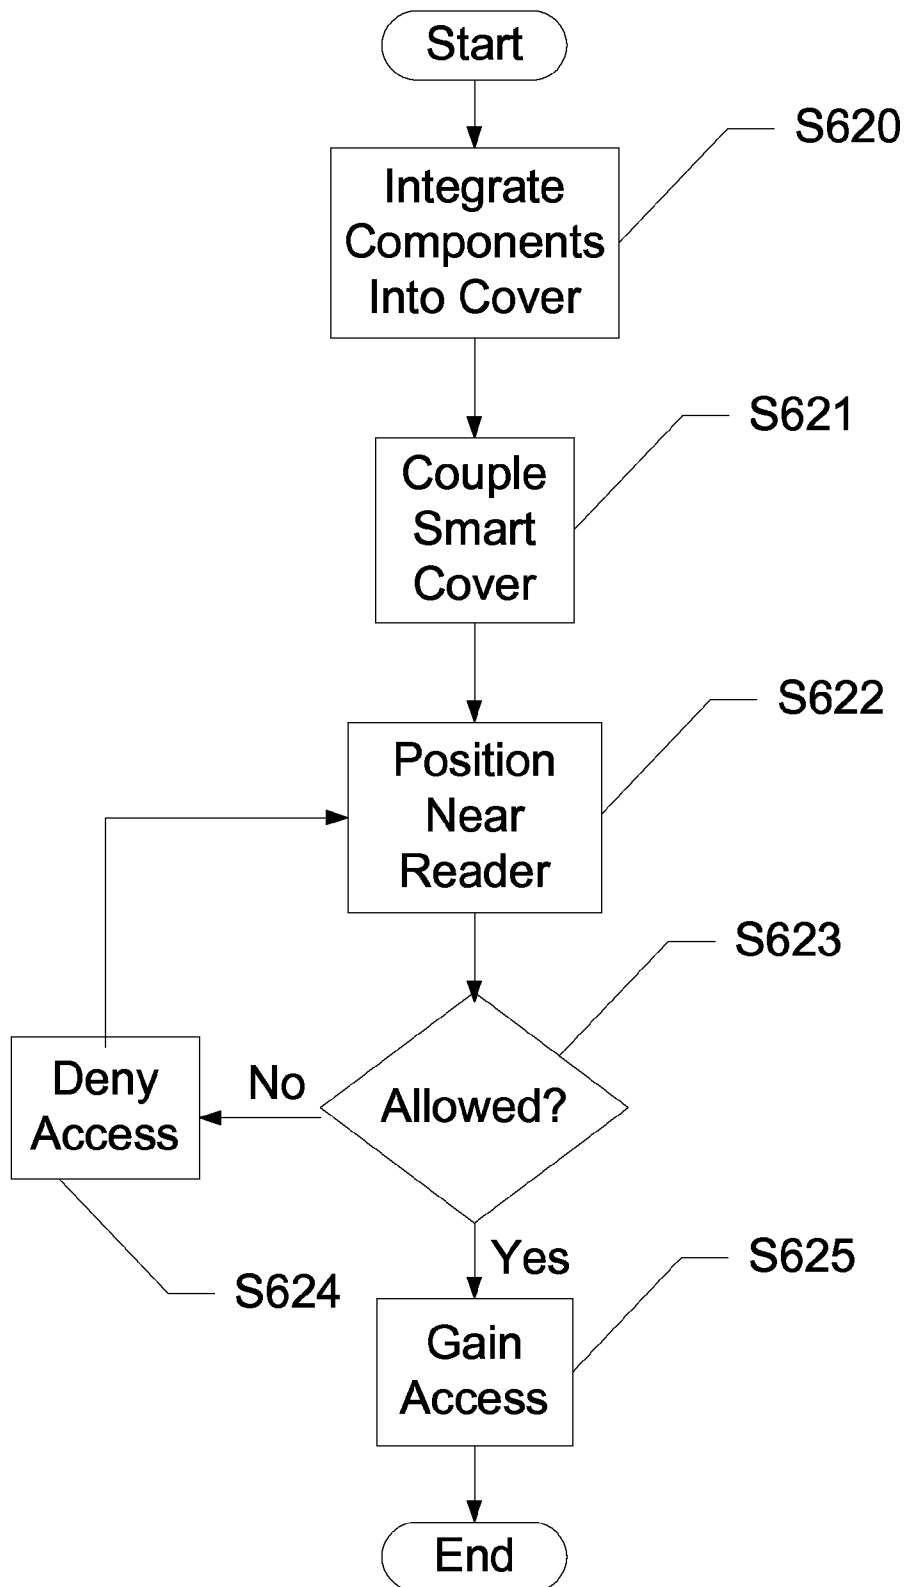 Start
S620
Integrate
Components
Into Cover
S621
Couple
Smart
Cover
S622
Position
Near
Reader
S623
Deny
Access
No
Allowed?
S624
Yes
S625
Gain
Access
End